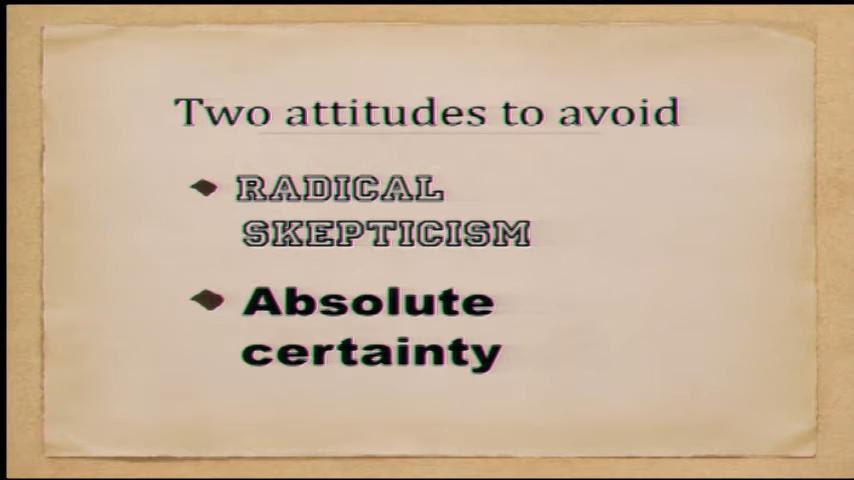 Two attitudes to avoid
RADICAL
SKEPTICISM
Absolute
certainty